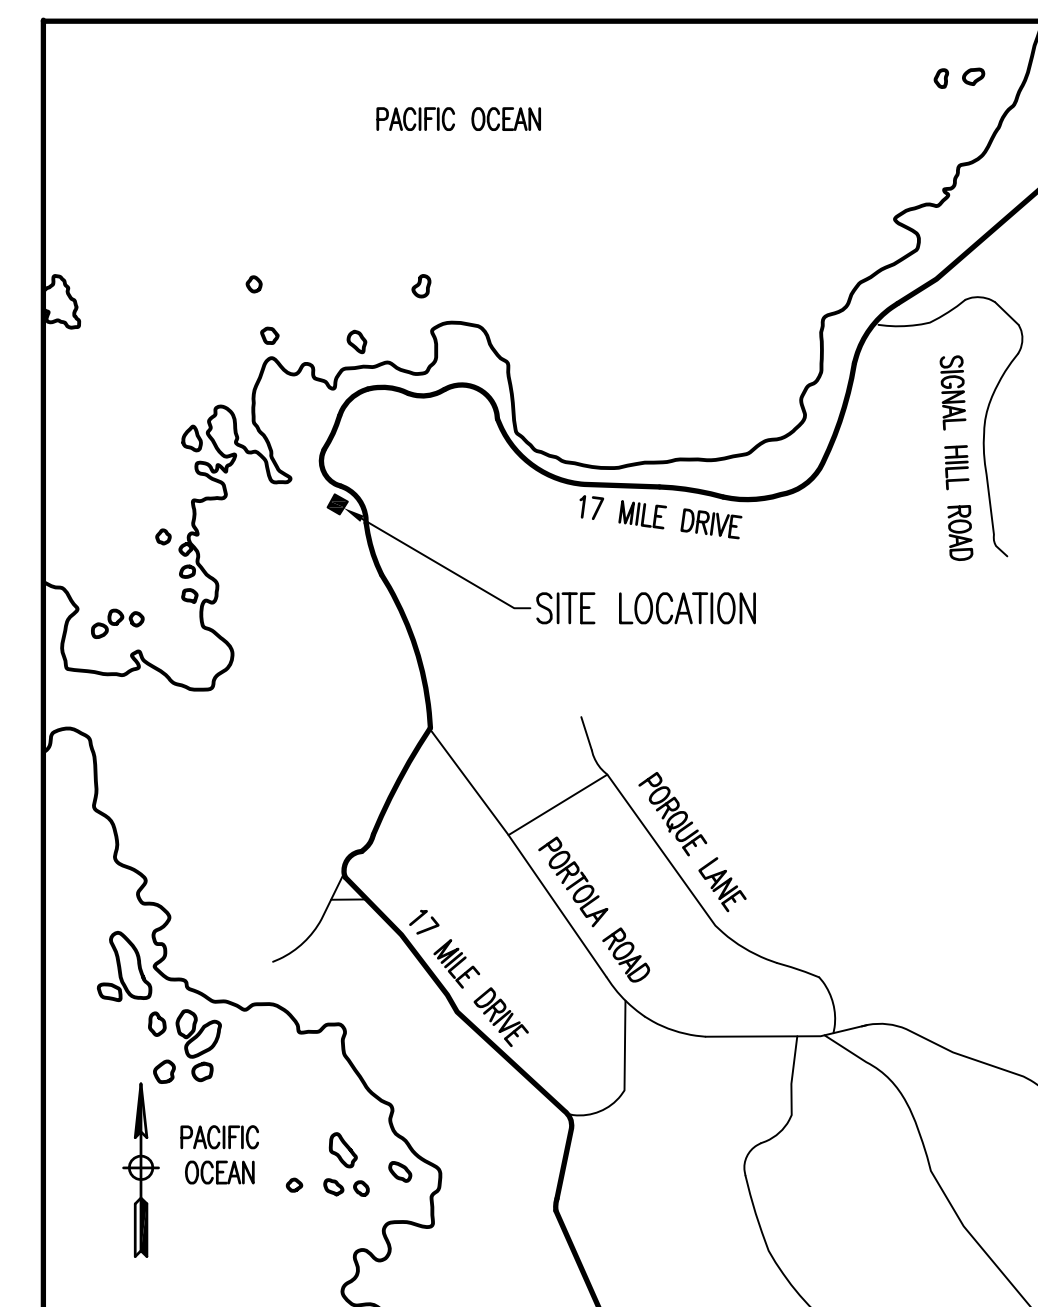 PACIFIC OCEAN
SIGNAL HILL ROAD
17 MILE DRIVE
SITE LOCATION
PORQUE LANE
PORTOLA ROAD
17 MILE DRIVE
PACIFIC
OCEAN